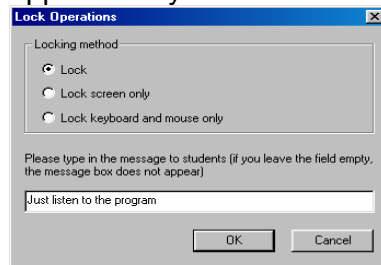 Lock Operations
Locking method
Lock
Lock screen only
Lock keyboard and mouse only
Please type in the message to students (if you leave the field empty,
the message box does not appear)
Just listen to the program
OK Cancel